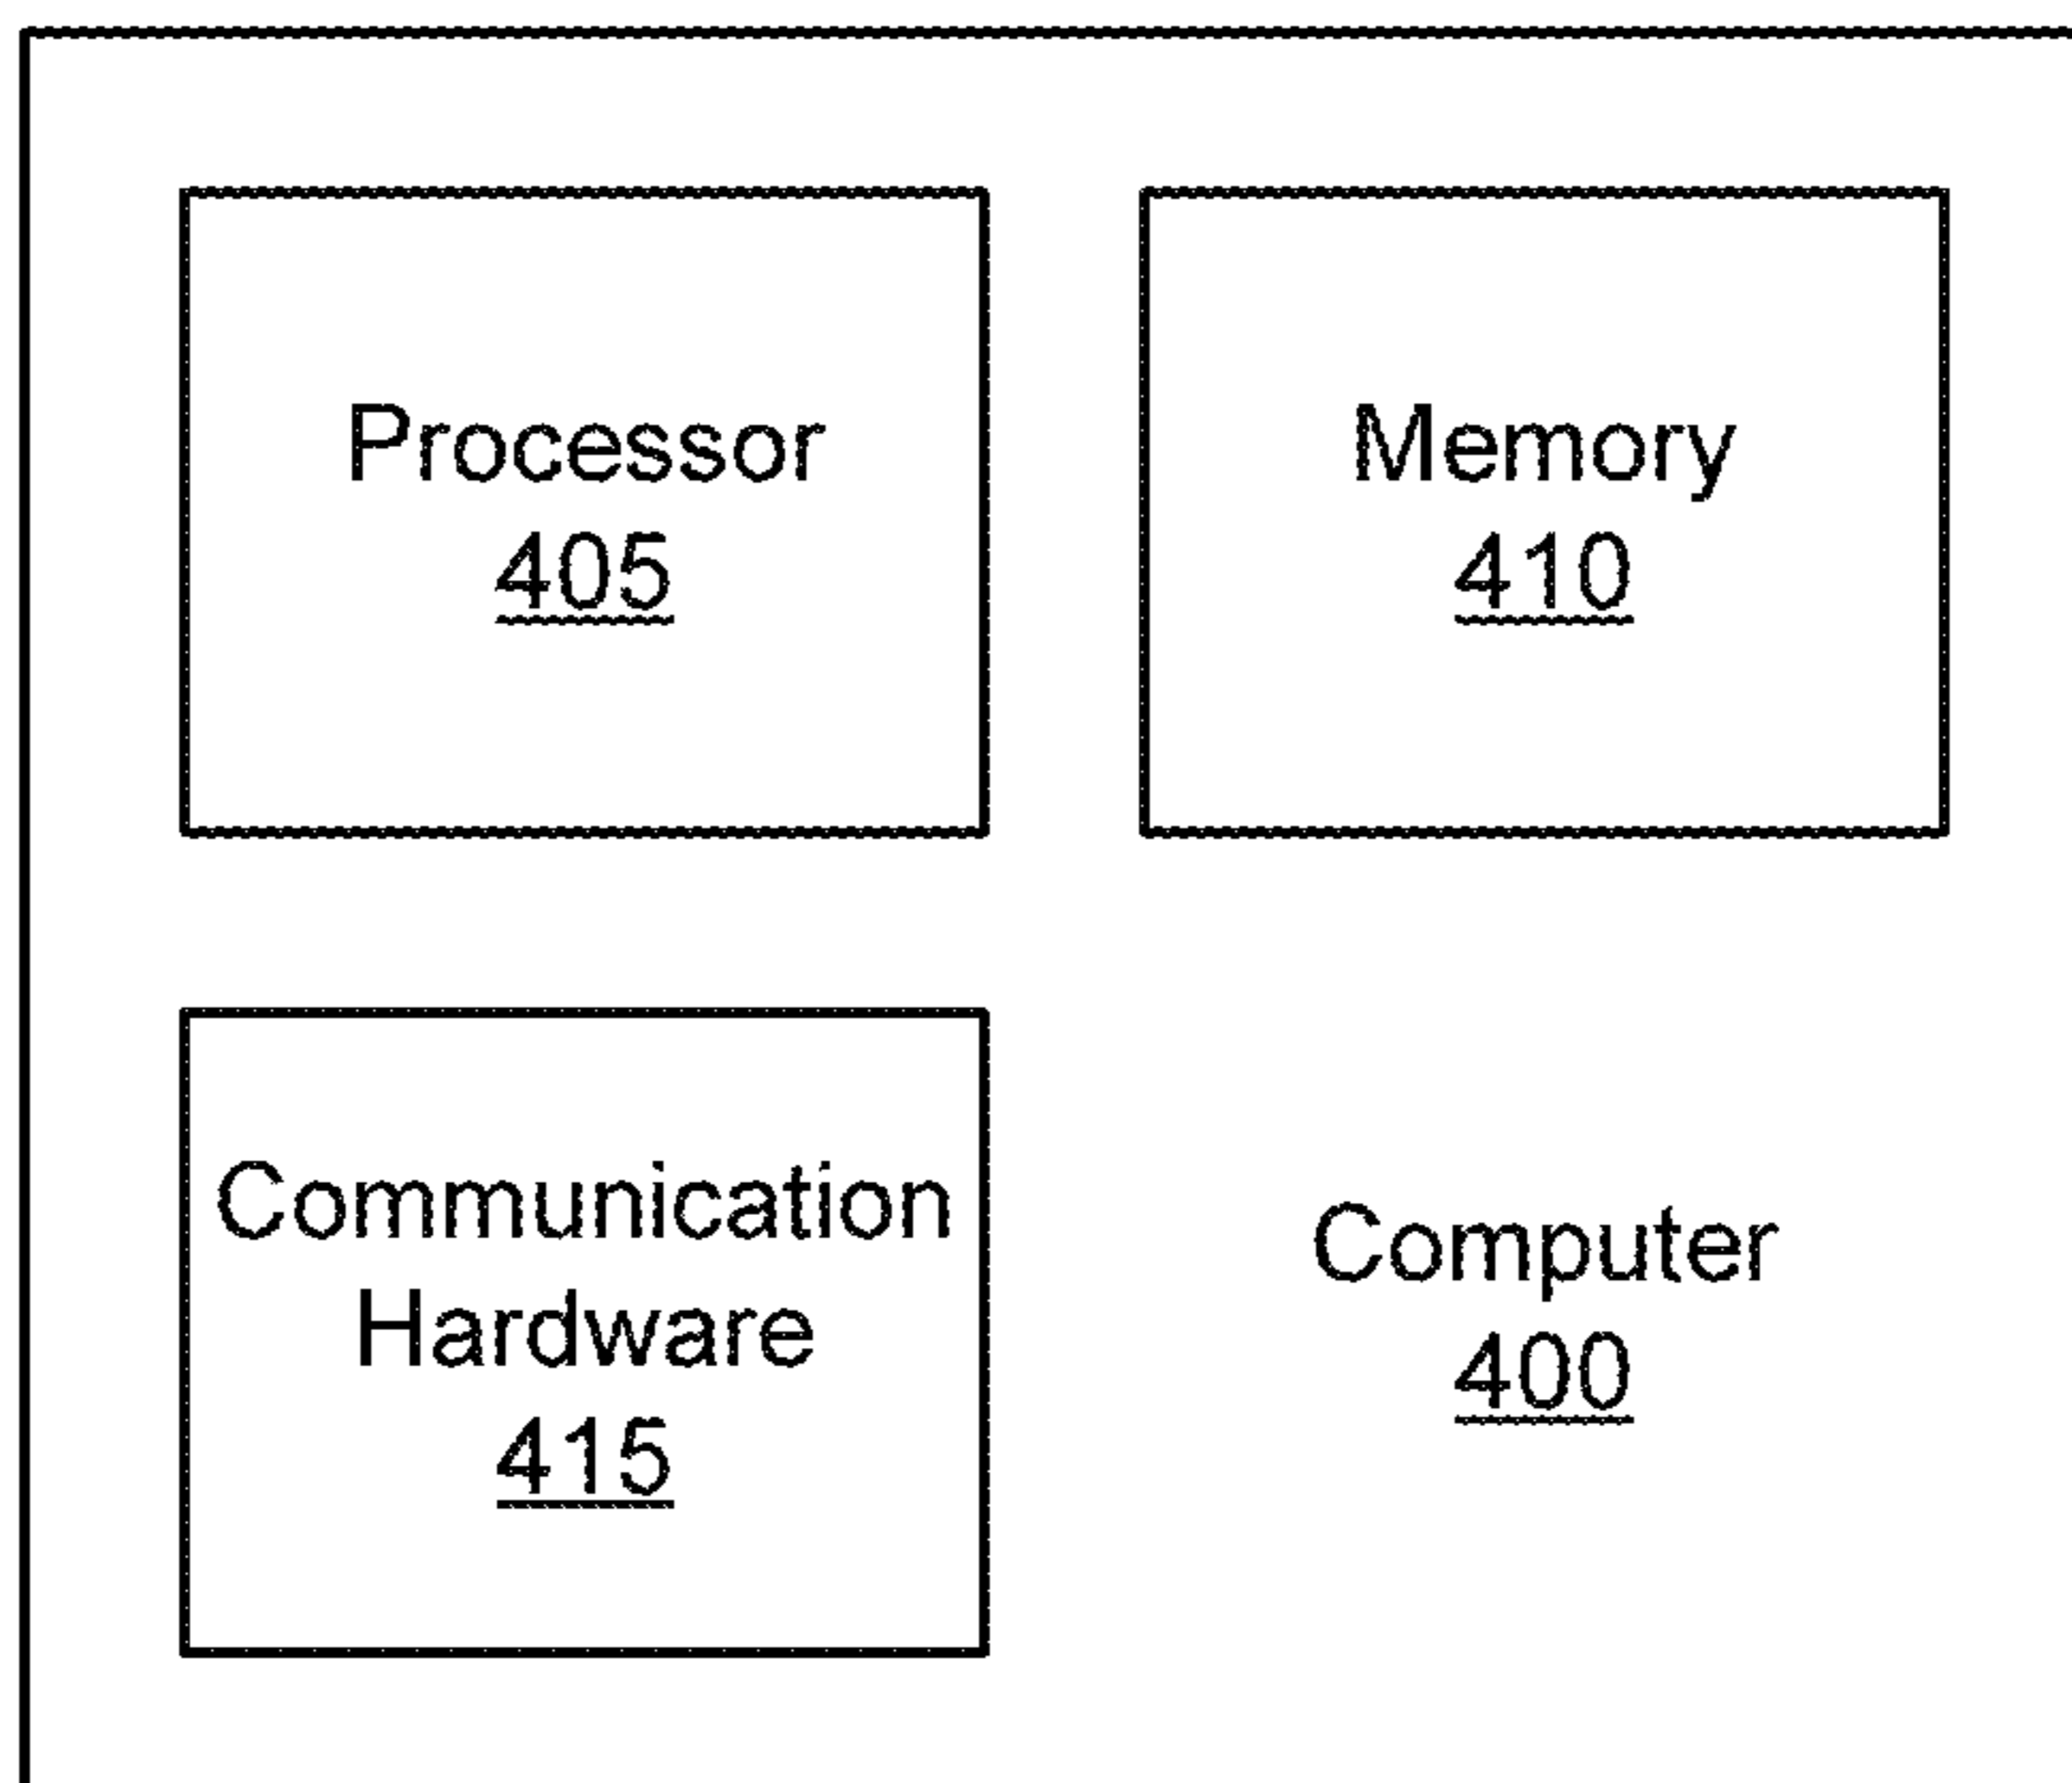 Processor
405
Memory
410
Communication
Hardware
415
Computer
400